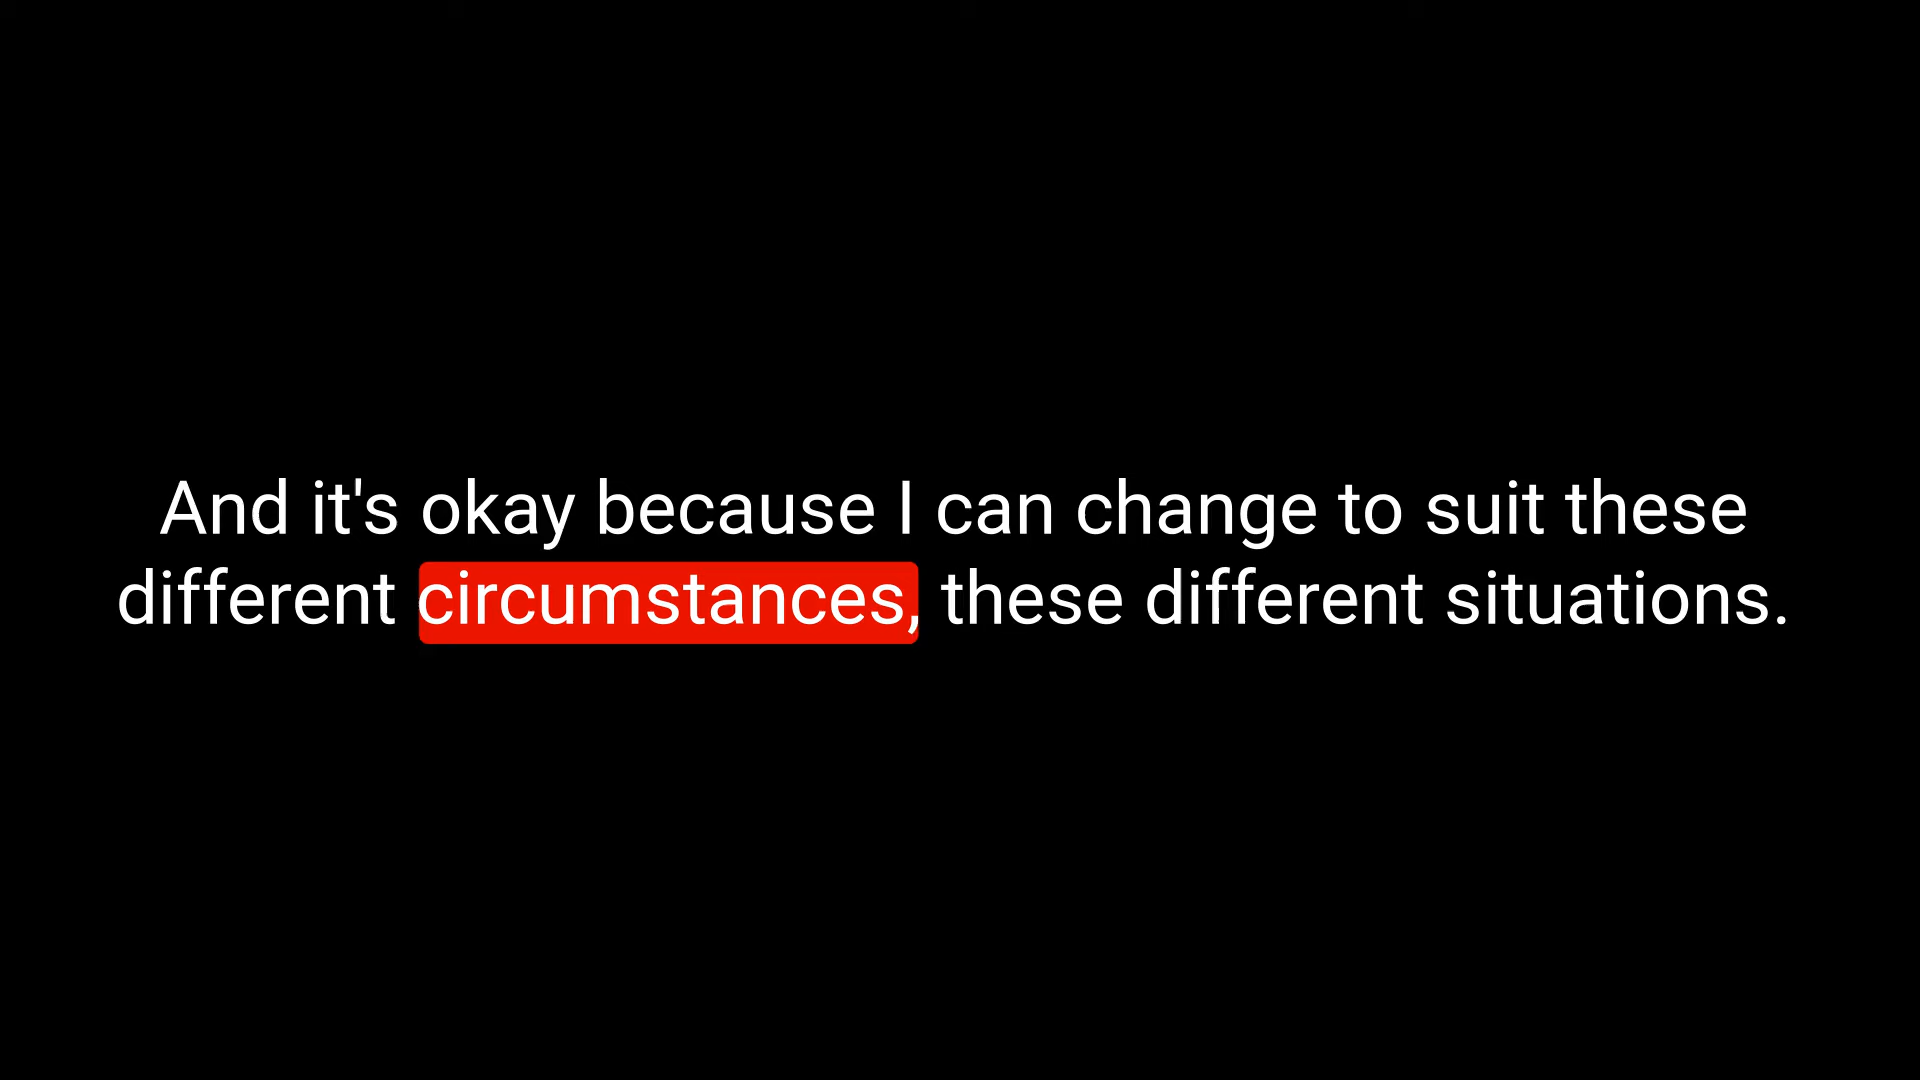 And it's okay because I can change to suit these
different circumstances, these different situations.